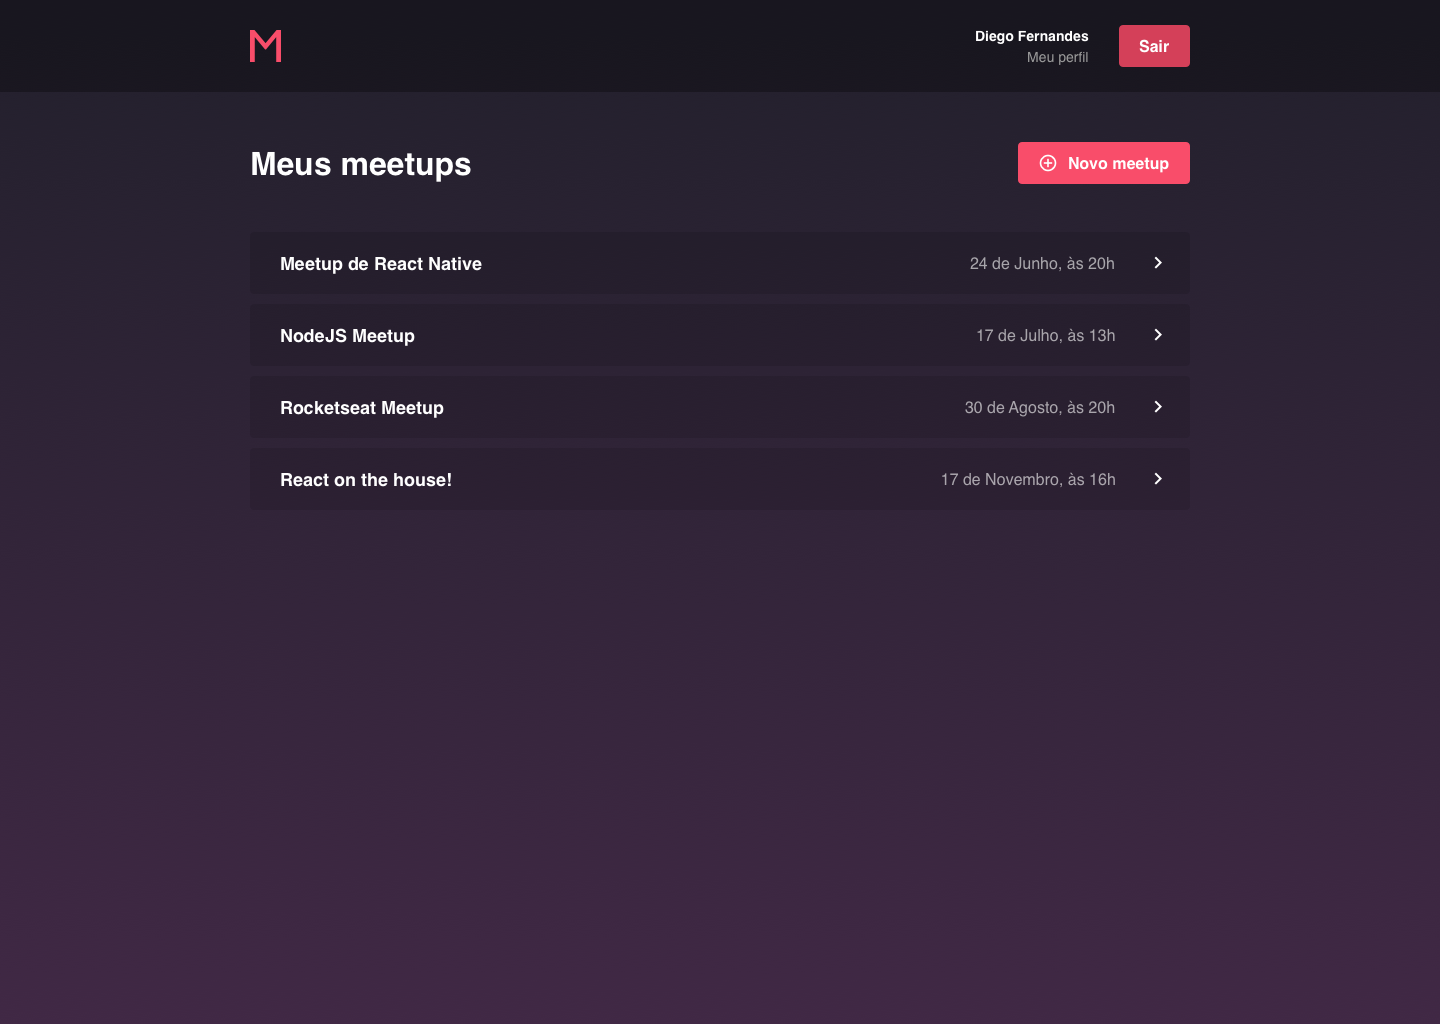 M
Diego Fernandes
Meu perfil
Sair
Meus meetups
Novo meetup
Meetup de React Native 24 de Junho, às 20h
NodeJS Meetup 17 de Julho, às 13h
Rocketseat Meetup 30 de Agosto, às 20h
React on the house! 17 de Novembro, às 16h